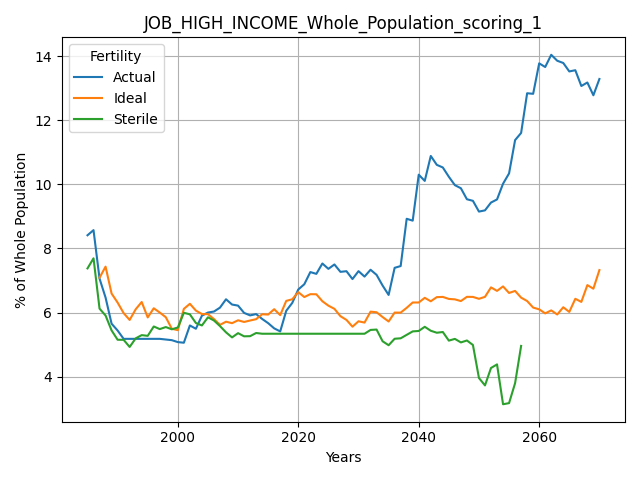 JOB_HIGH_INCOME_Whole_Population_scoring_1
Fertility
Actual
Ideal
Sterile
% of Whole Population
14
12
10
8
6
4
2000 2020 2040 2060
Years